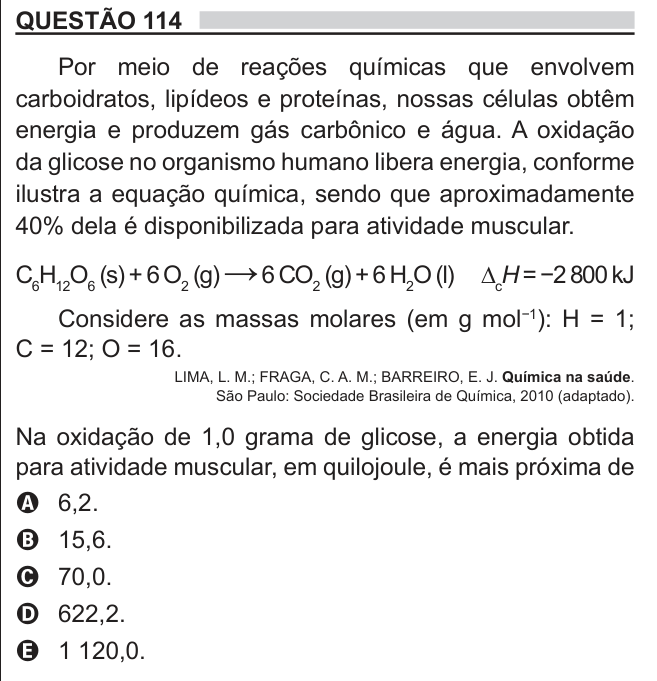 QUESTÃO 114
Por meio de reações químicas que envolvem
carboidratos, lipídeos e proteínas, nossas células obtêm
energia e produzem gás carbônico e água. A oxidação
da glicose no organismo humano libera energia, conforme
ilustra a equação química, sendo que aproximadamente
40% dela é disponibilizada para atividade muscular.
C₆H₁₂O₆ (s) + 6 O₂ (g) ⟶ 6 CO₂ (g) + 6 H₂O (l) Δ꜀H = −2 800 kJ
Considere as massas molares (em g mol⁻¹): H = 1;
C = 12; O = 16.
LIMA, L. M.; FRAGA, C. A. M.; BARREIRO, E. J. Química na saúde.
São Paulo: Sociedade Brasileira de Química, 2010 (adaptado).
Na oxidação de 1,0 grama de glicose, a energia obtida
para atividade muscular, em quilojoule, é mais próxima de
A 6,2.
B 15,6.
C 70,0.
D 622,2.
E 1 120,0.